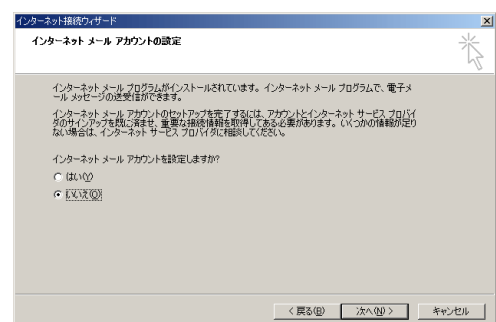 インターネット接続ウィザード
インターネット メール アカウントの設定
インターネット メール プログラムがインストールされています。インターネット メール プログラムで、電子メ
ール メッセージの送受信ができます。
インターネット メール アカウントのセットアップを完了するには、アカウントとインターネット サービス プロバイ
ダのサインアップを既に済ませ、重要な接続情報を取得してある必要があります。いくつかの情報が足り
ない場合は、インターネット サービス プロバイダに相談してください。
インターネット メール アカウントを設定しますか?
はい(Y)
いいえ(O)
< 戻る(B)
次へ(N) >
キャンセル